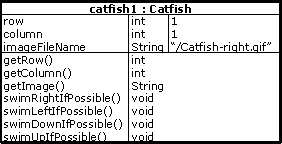 catfish1 : Catfish
row int 1
column int 1
imageFileName String "/Catfish-right.gif"
getRow() int
getColumn() int
getImage() String
swimRightIfPossible() void
swimLeftIfPossible() void
swimDownIfPossible() void
swimUpIfPossible() void